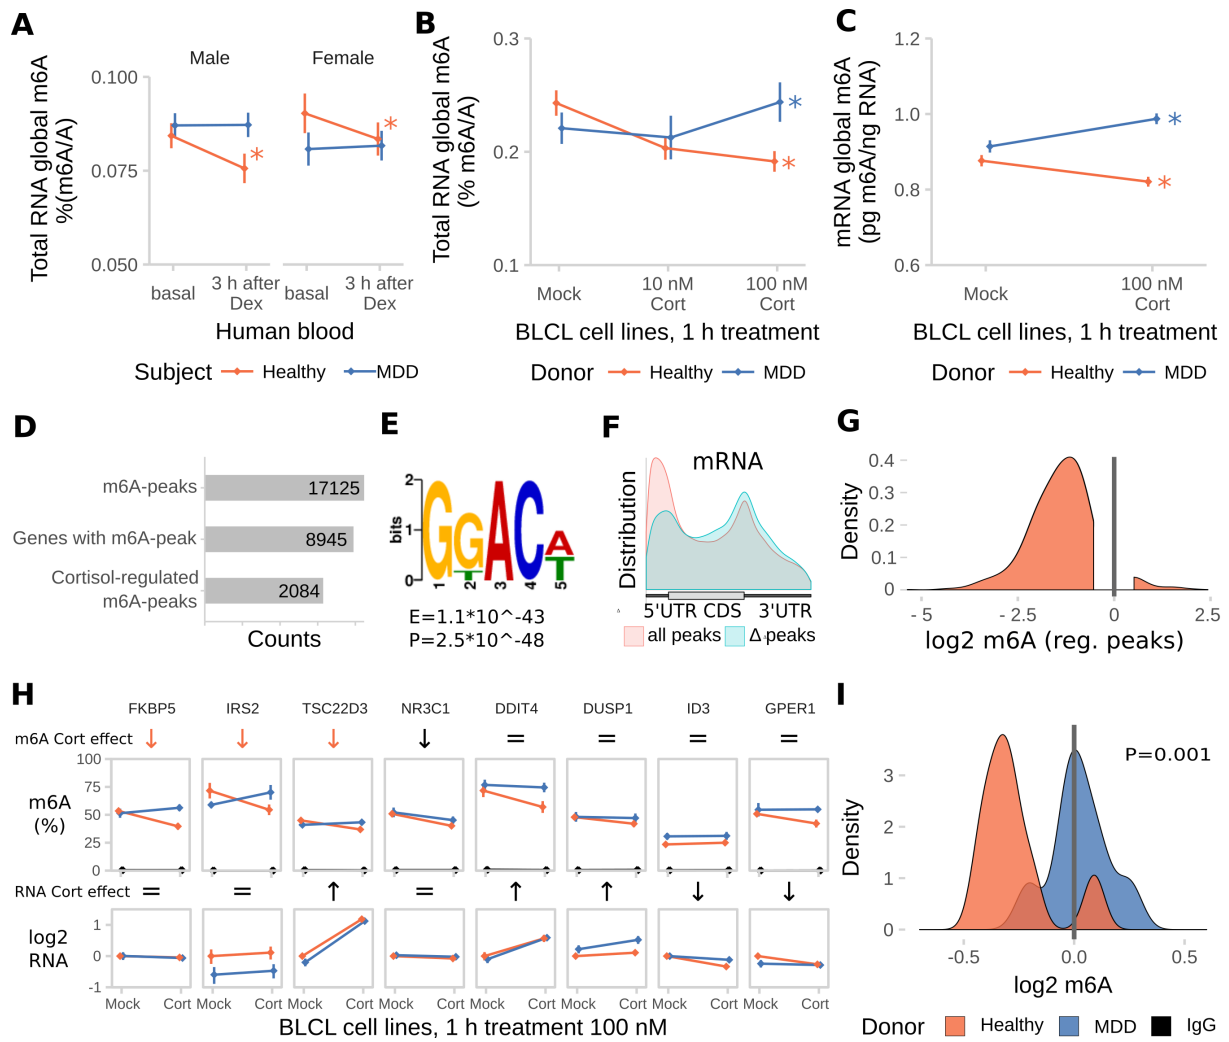 A
Male
Female
Total RNA global m6A
%(m6A/A)
0.100
0.075
0.050
*
*
basal
3 h after
Dex
basal
3 h after
Dex
Human blood
Subject
Healthy
MDD
B
Total RNA global m6A
(% m6A/A)
0.3
0.2
0.1
*
*
Mock
10 nM
Cort
100 nM
Cort
BLCL cell lines, 1 h treatment
Donor
Healthy
MDD
C
mRNA global m6A
(pg m6A/ng RNA)
1.2
1.0
0.8
0.6
*
*
Mock
100 nM
Cort
BLCL cell lines, 1 h treatment
Donor
Healthy
MDD
D
m6A-peaks
17125
Genes with m6A-peak
8945
Cortisol-regulated
m6A-peaks
2084
Counts
E
bits
2
1
0
GGACA
T T
1 2 3 4 5
E=1.1*10^-43
P=2.5*10^-48
F
mRNA
Distribution
5'UTR CDS 3'UTR
all peaks
Δ peaks
G
Density
0.4
0.3
0.2
0.1
0
- 5
-2.5
0
2.5
log2 m6A (reg. peaks)
H
FKBP5 IRS2 TSC22D3 NR3C1 DDIT4 DUSP1 ID3 GPER1
m6A Cort effect ↓ ↓ ↓ ↓ = = = =
m6A
(%)
100
75
50
25
0
RNA Cort effect = = ↑ = ↑ ↑ ↓ ↓
log2
RNA
1
0
-1
Mock Cort Mock Cort Mock Cort Mock Cort Mock Cort Mock Cort Mock Cort Mock Cort
BLCL cell lines, 1 h treatment 100 nM
I
P=0.001
Density
3
2
1
0
-0.5
0.0
0.5
log2 m6A
Donor
Healthy
MDD
IgG